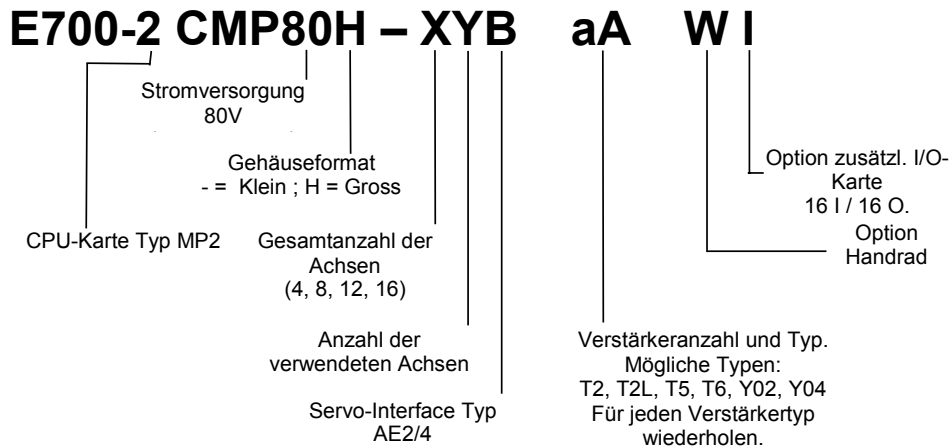 E700-2 CMP80H – XYB aA W I
Stromversorgung
80V
Gehäuseformat
- = Klein ; H = Gross
Option zusätzl. I/O-
Karte
16 I / 16 O.
CPU-Karte Typ MP2
Gesamtanzahl der
Achsen
(4, 8, 12, 16)
Option
Handrad
Anzahl der
verwendeten Achsen
Verstärkeranzahl und Typ.
Mögliche Typen:
T2, T2L, T5, T6, Y02, Y04
Für jeden Verstärkertyp
wiederholen.
Servo-Interface Typ
AE2/4